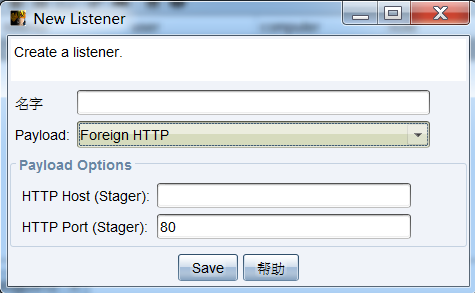 New Listener
Create a listener.
名字
Payload: Foreign HTTP
Payload Options
HTTP Host (Stager):
HTTP Port (Stager): 80
Save 帮助